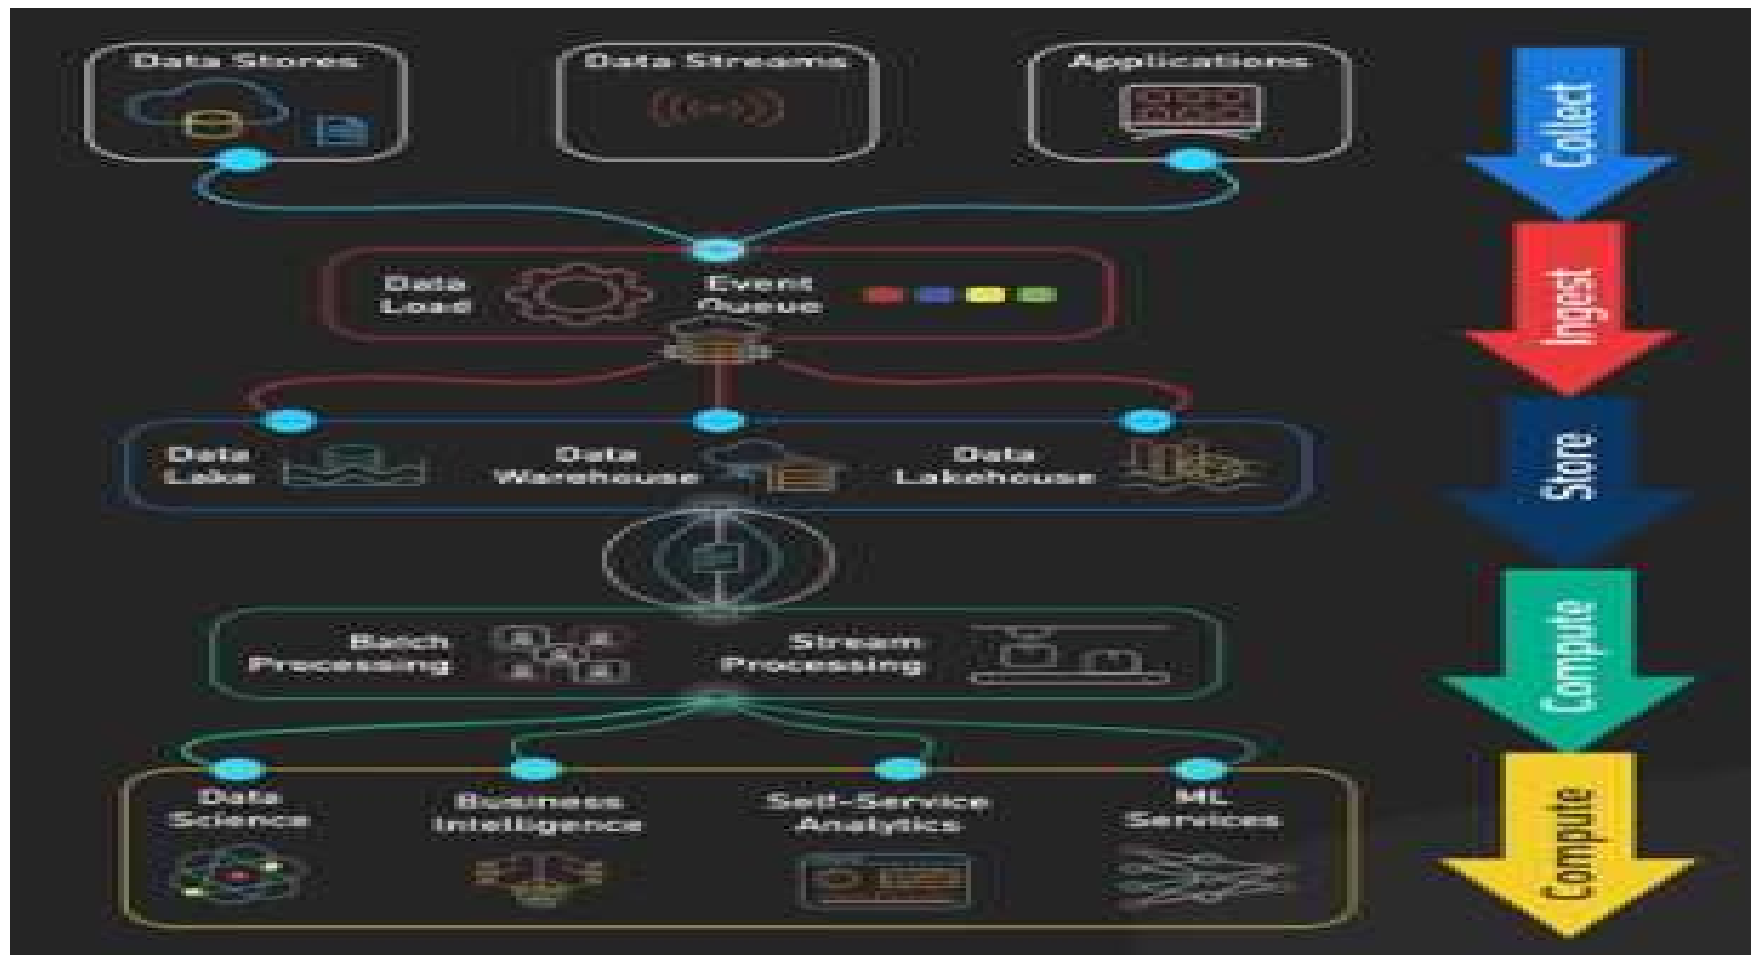 Data Stores
Data Streams
Applications
Collect
Data
Load
Event
Queue
Ingest
Data
Lake
Data
Warehouse
Data
Lakehouse
Store
Batch
Processing
Stream
Processing
Compute
Data
Science
Business
Intelligence
Self-Service
Analytics
ML
Services
Compute